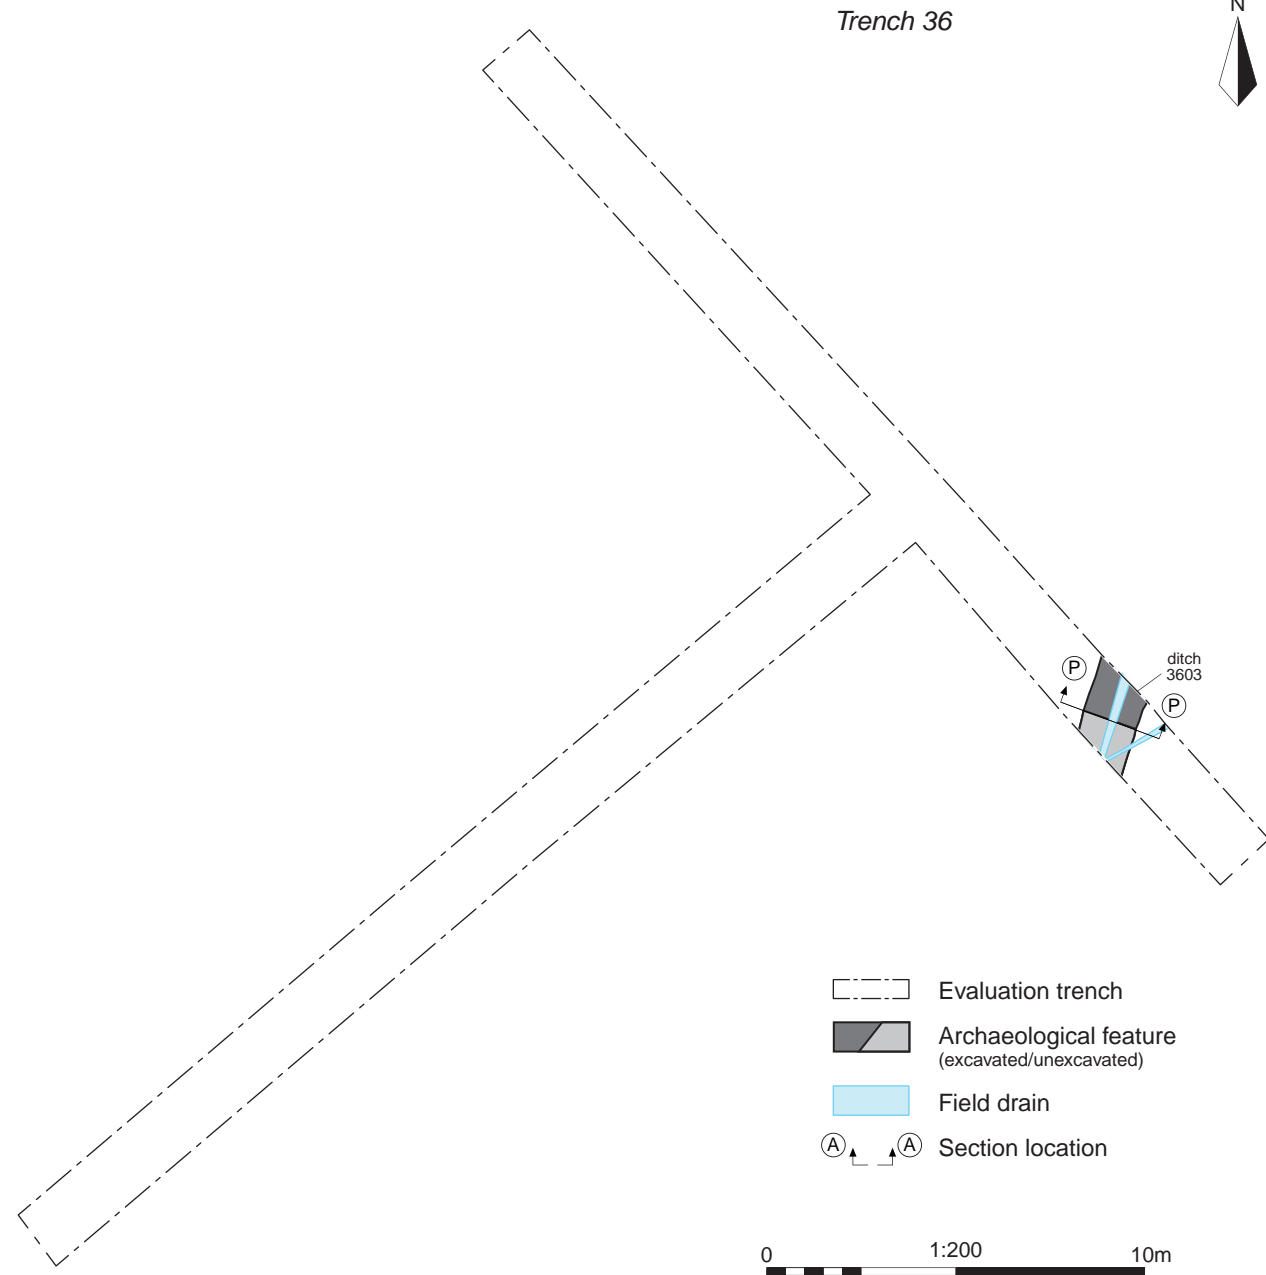 Trench 36
N
ditch
3603
P
P
Evaluation trench
Archaeological feature
(excavated/unexcavated)
Field drain
A A Section location
0 1:200 10m